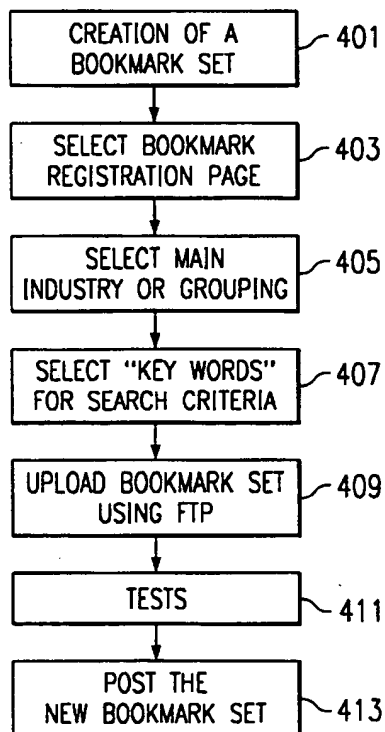 CREATION OF A
BOOKMARK SET
401
SELECT BOOKMARK
REGISTRATION PAGE
403
SELECT MAIN
INDUSTRY OR GROUPING
405
SELECT "KEY WORDS"
FOR SEARCH CRITERIA
407
UPLOAD BOOKMARK SET
USING FTP
409
TESTS
411
POST THE
NEW BOOKMARK SET
413